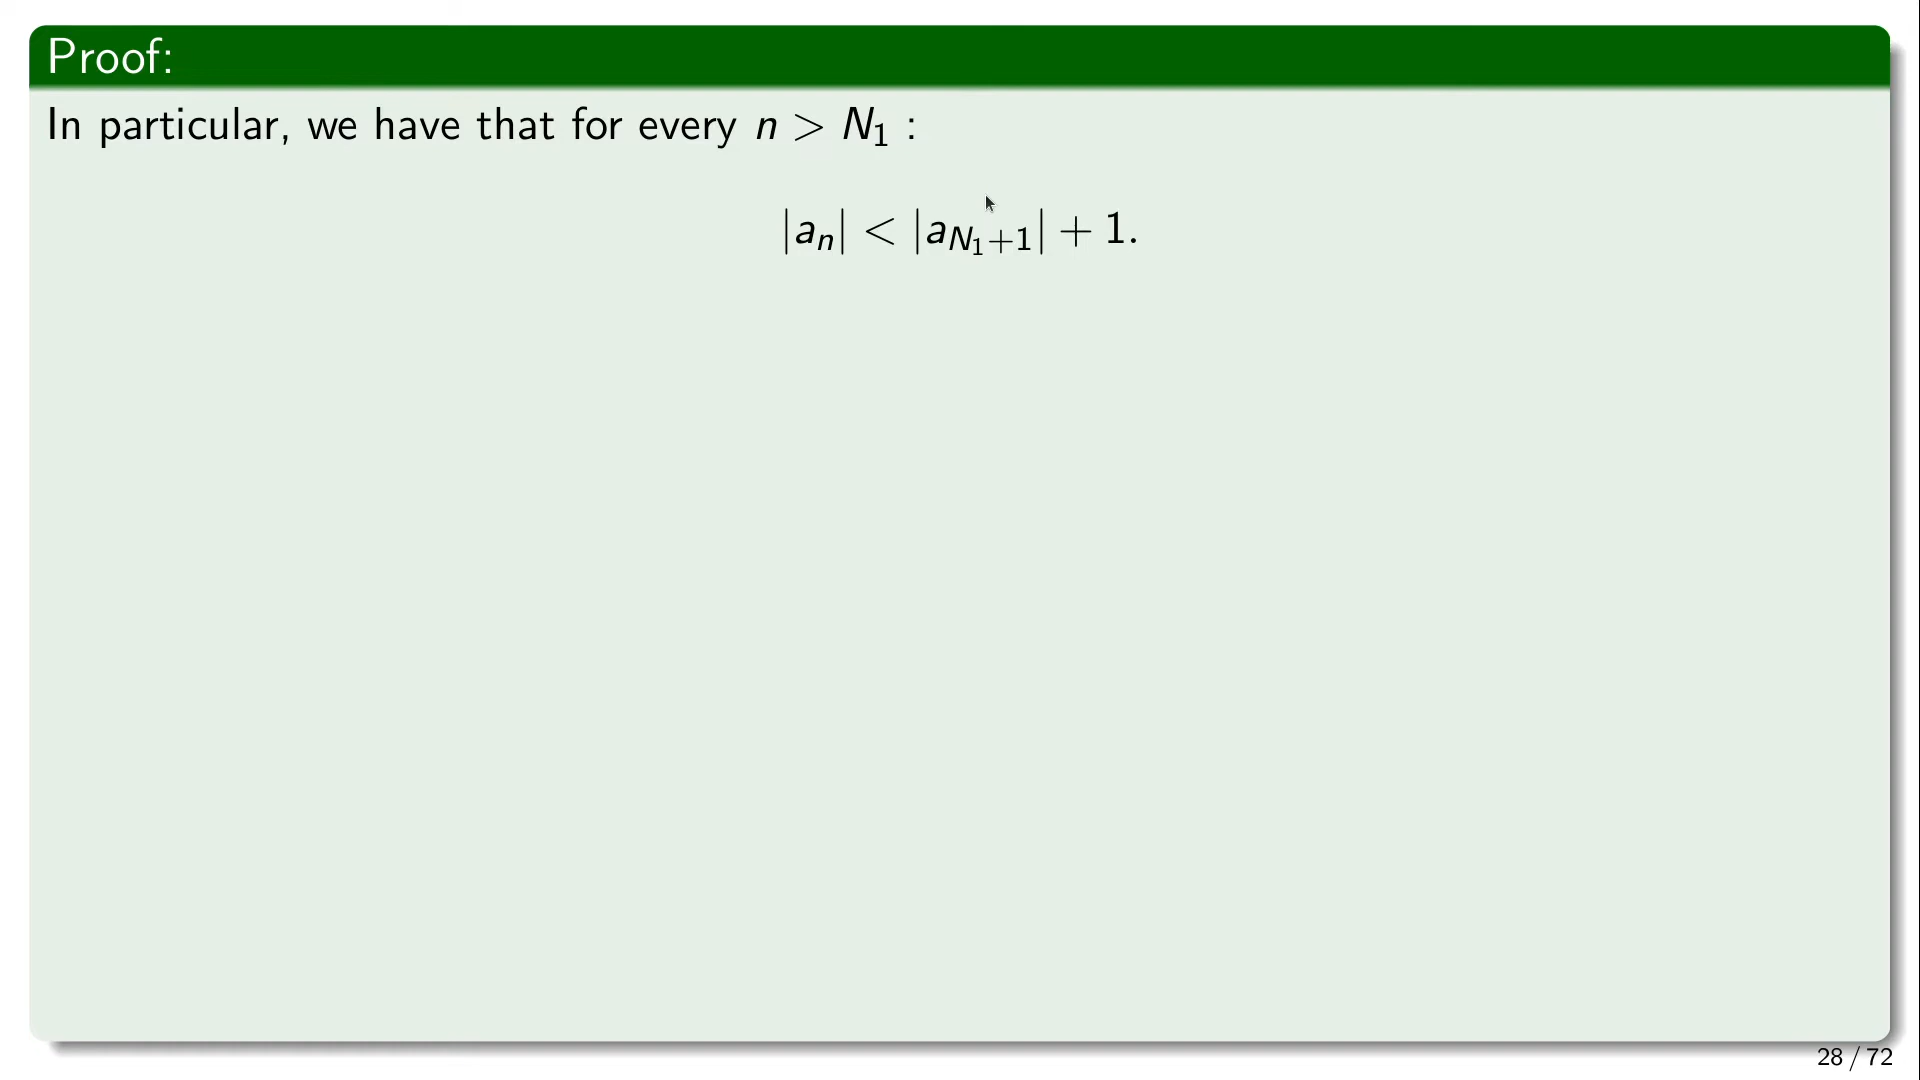 Proof:
In particular, we have that for every n > N₁ :
|aₙ| < |a_{N₁+1}| + 1.
28 / 72